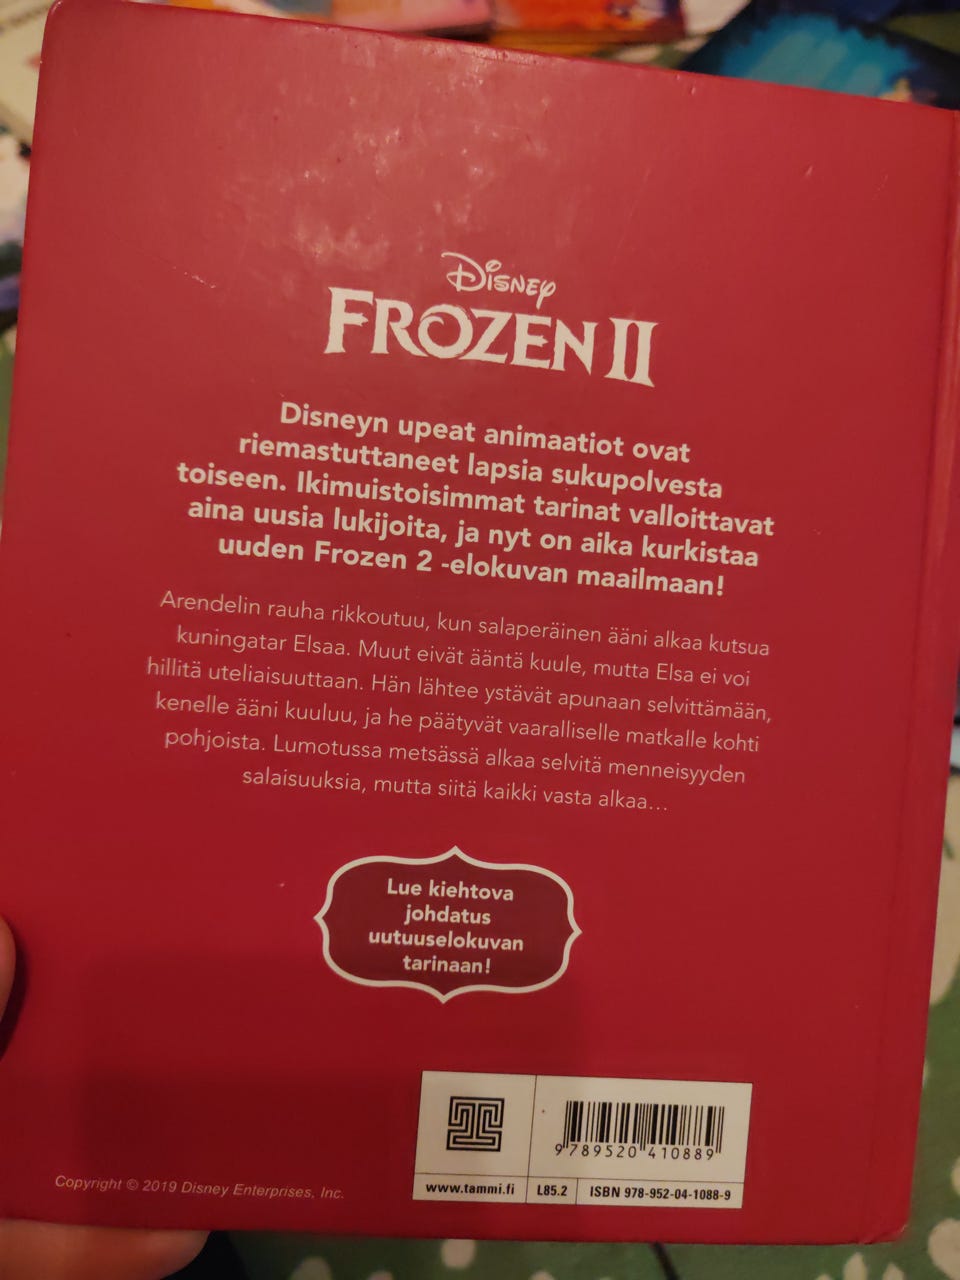 Disney
FROZEN II
Disneyn upeat animaatiot ovat
riemastuttaneet lapsia sukupolvesta
toiseen. Ikimuistoisimmat tarinat valloittavat
aina uusia lukijoita, ja nyt on aika kurkistaa
uuden Frozen 2 -elokuvan maailmaan!
Arendelin rauha rikkoutuu, kun salaperäinen ääni alkaa kutsua
kuningatar Elsaa. Muut eivät ääntä kuule, mutta Elsa ei voi
hillitä uteliaisuuttaan. Hän lähtee ystävät apunaan selvittämään,
kenelle ääni kuuluu, ja he päätyvät vaaralliselle matkalle kohti
pohjoista. Lumotussa metsässä alkaa selvitä menneisyyden
salaisuuksia, mutta siitä kaikki vasta alkaa...
Lue kiehtova
johdatus
uutuuselokuvan
tarinaan!
9 789520 410889
www.tammi.fi L85.2 ISBN 978-952-04-1088-9
Copyright © 2019 Disney Enterprises, Inc.